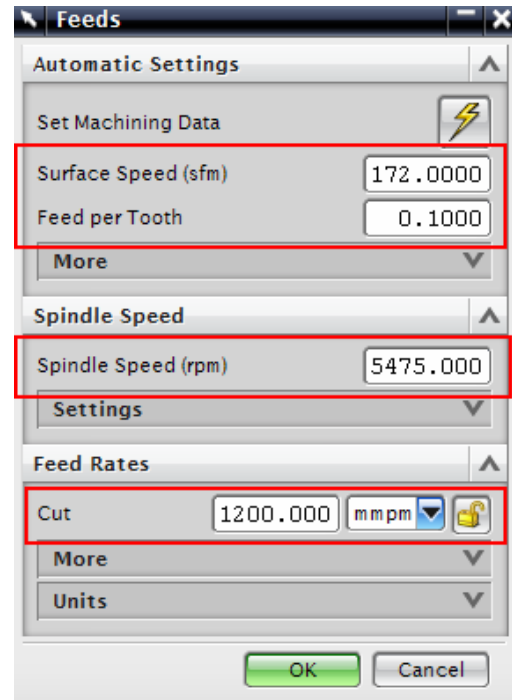 Feeds
Automatic Settings
Set Machining Data
Surface Speed (sfm) 172.0000
Feed per Tooth 0.1000
More
Spindle Speed
Spindle Speed (rpm) 5475.000
Settings
Feed Rates
Cut 1200.000 mmpm
More
Units
OK Cancel